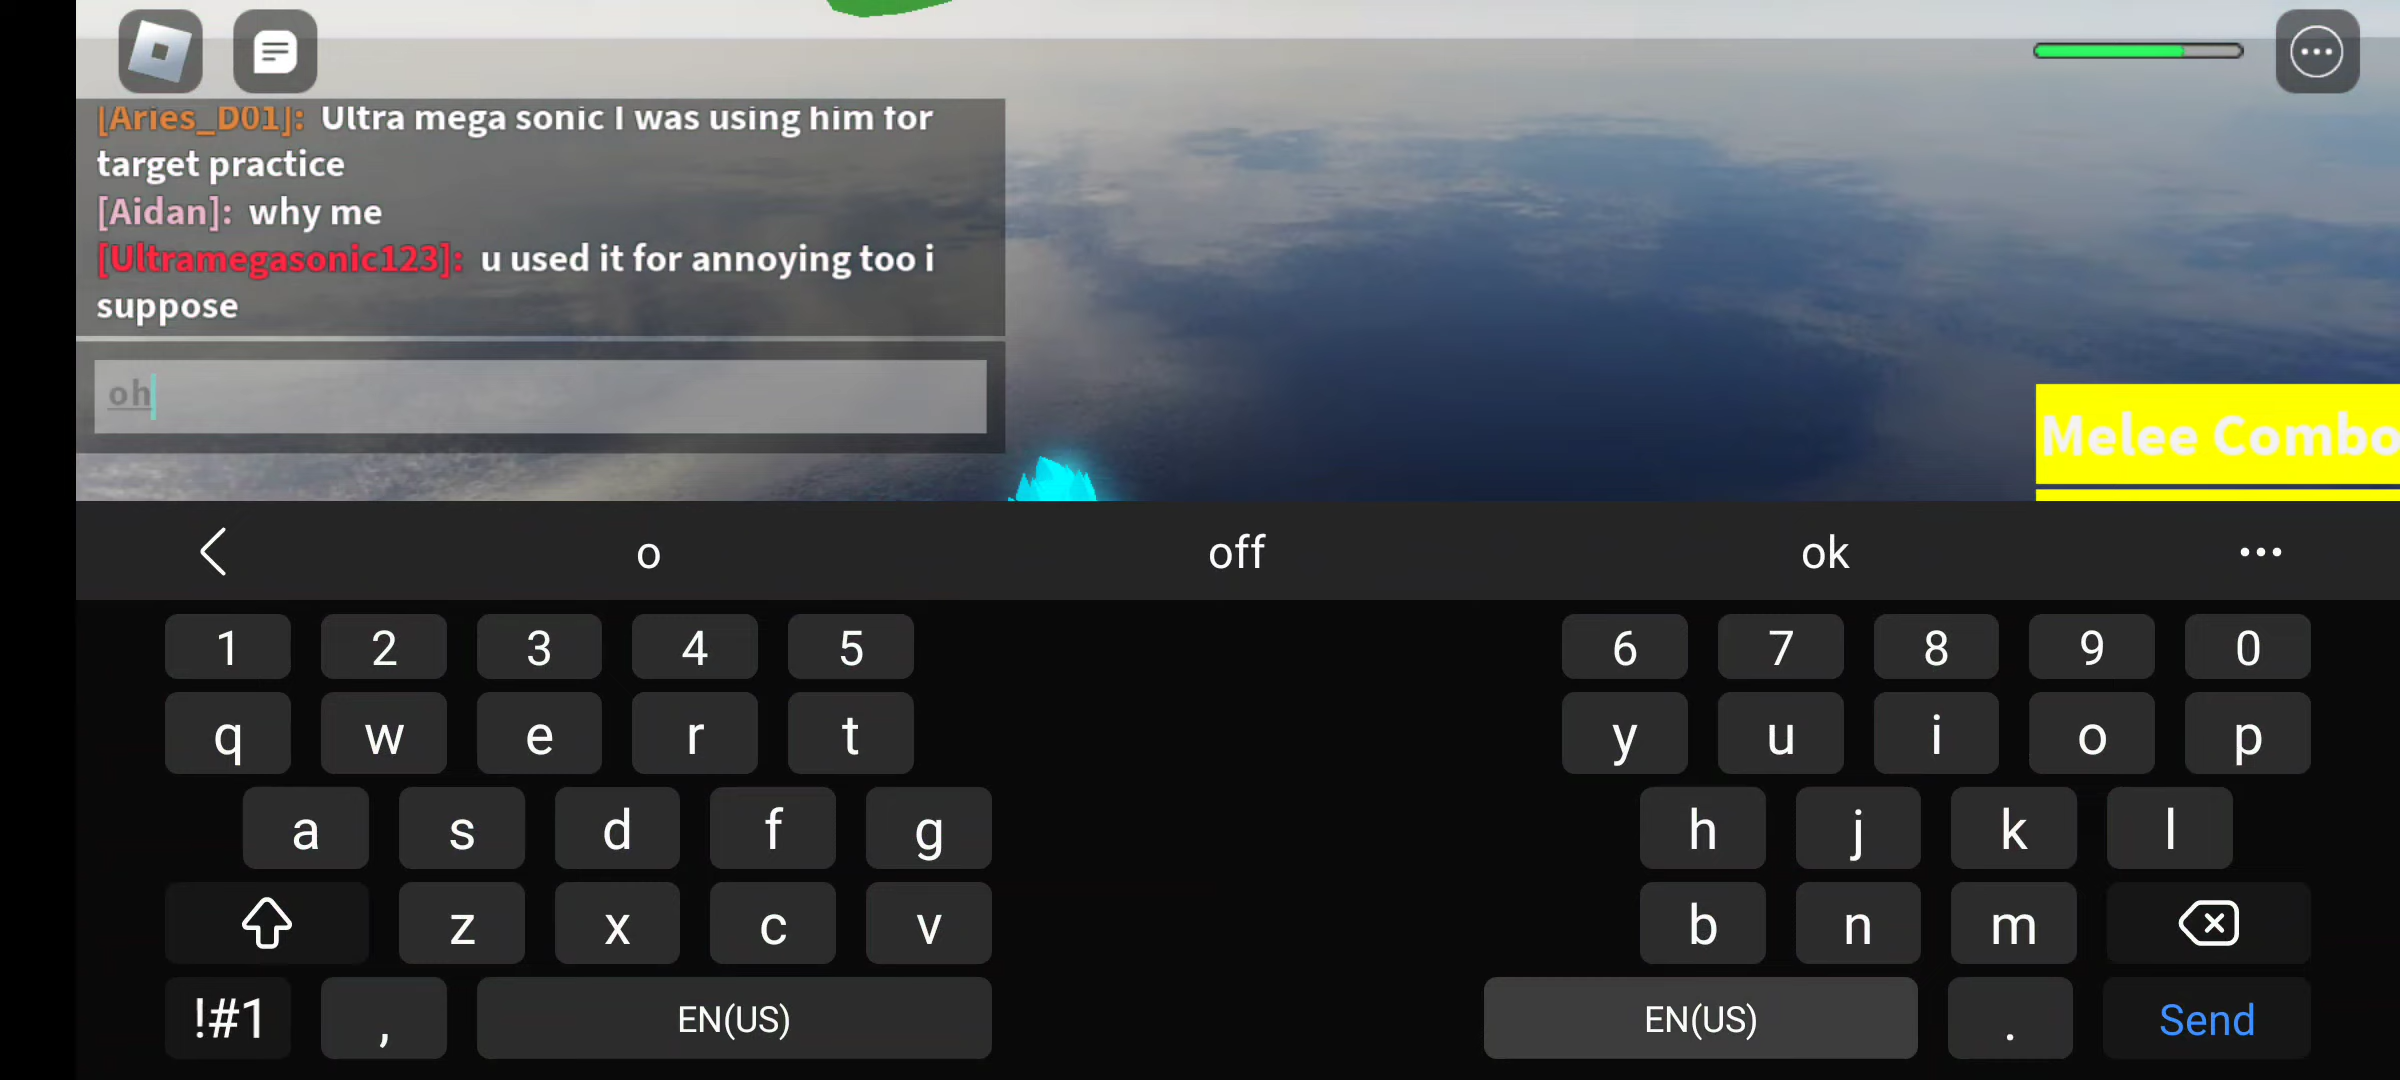 [Aries_D01]: Ultra mega sonic I was using him for
target practice
[Aidan]: why me
[Ultramegasonic123]: u used it for annoying too i
suppose
oh
Melee Combo
o off ok
1 2 3 4 5 6 7 8 9 0
q w e r t y u i o p
a s d f g h j k l
z x c v b n m
!#1 , EN(US) EN(US) . Send